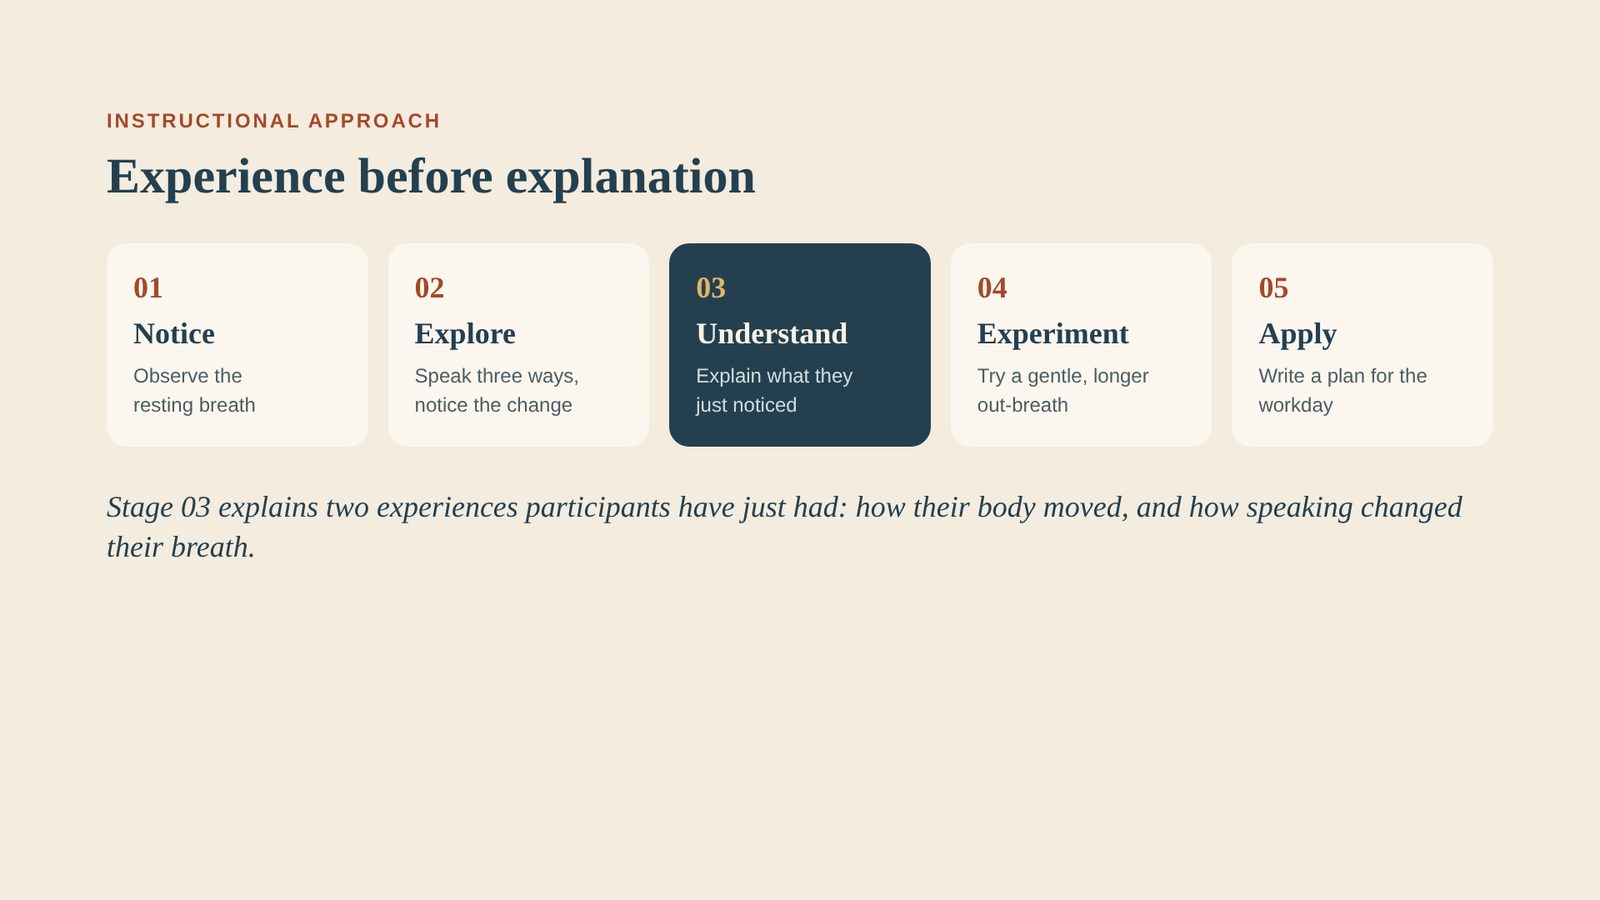 INSTRUCTIONAL APPROACH
Experience before explanation
01
Notice
Observe the
resting breath
02
Explore
Speak three ways,
notice the change
03
Understand
Explain what they
just noticed
04
Experiment
Try a gentle, longer
out-breath
05
Apply
Write a plan for the
workday
Stage 03 explains two experiences participants have just had: how their body moved, and how speaking changed
their breath.